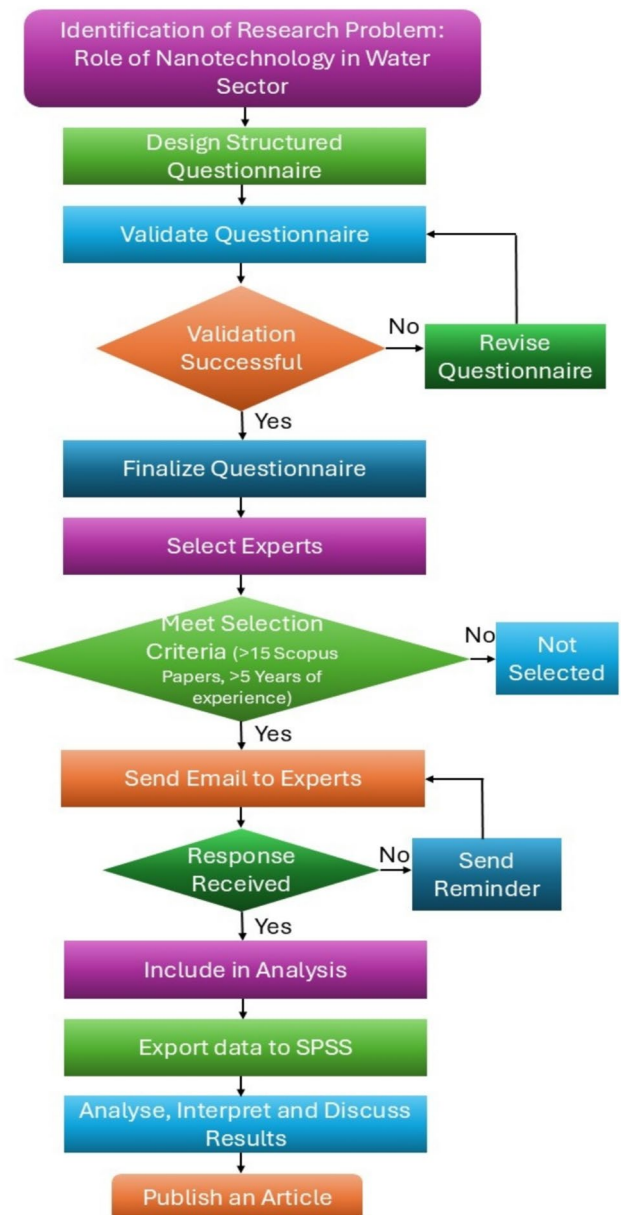 Identification of Research Problem:
Role of Nanotechnology in Water
Sector
Design Structured
Questionnaire
Validate Questionnaire
Validation
Successful
No
Revise
Questionnaire
Yes
Finalize Questionnaire
Select Experts
Meet Selection
Criteria (>15 Scopus
Papers, >5 Years of
experience)
No
Not
Selected
Yes
Send Email to Experts
Response
Received
No
Send
Reminder
Yes
Include in Analysis
Export data to SPSS
Analyse, Interpret and Discuss
Results
Publish an Article